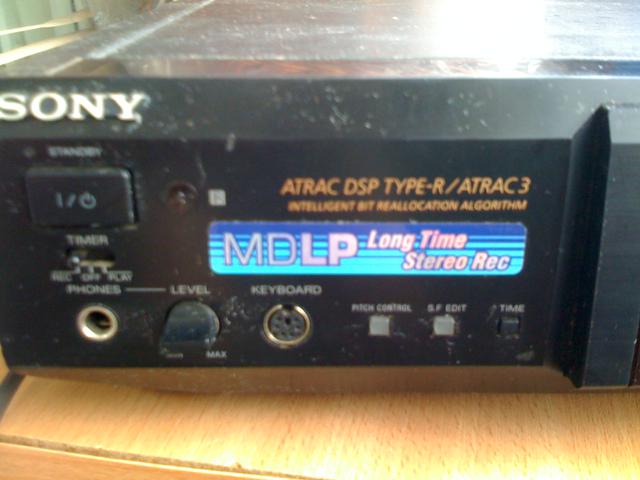 SONY
STANDBY
I/⏻
ATRAC DSP TYPE-R/ATRAC3
INTELLIGENT BIT REALLOCATION ALGORITHM
TIMER
REC OFF PLAY
MDLP Long Time
Stereo Rec
PHONES LEVEL KEYBOARD
PITCH CONTROL S.F EDIT TIME
MIN MAX